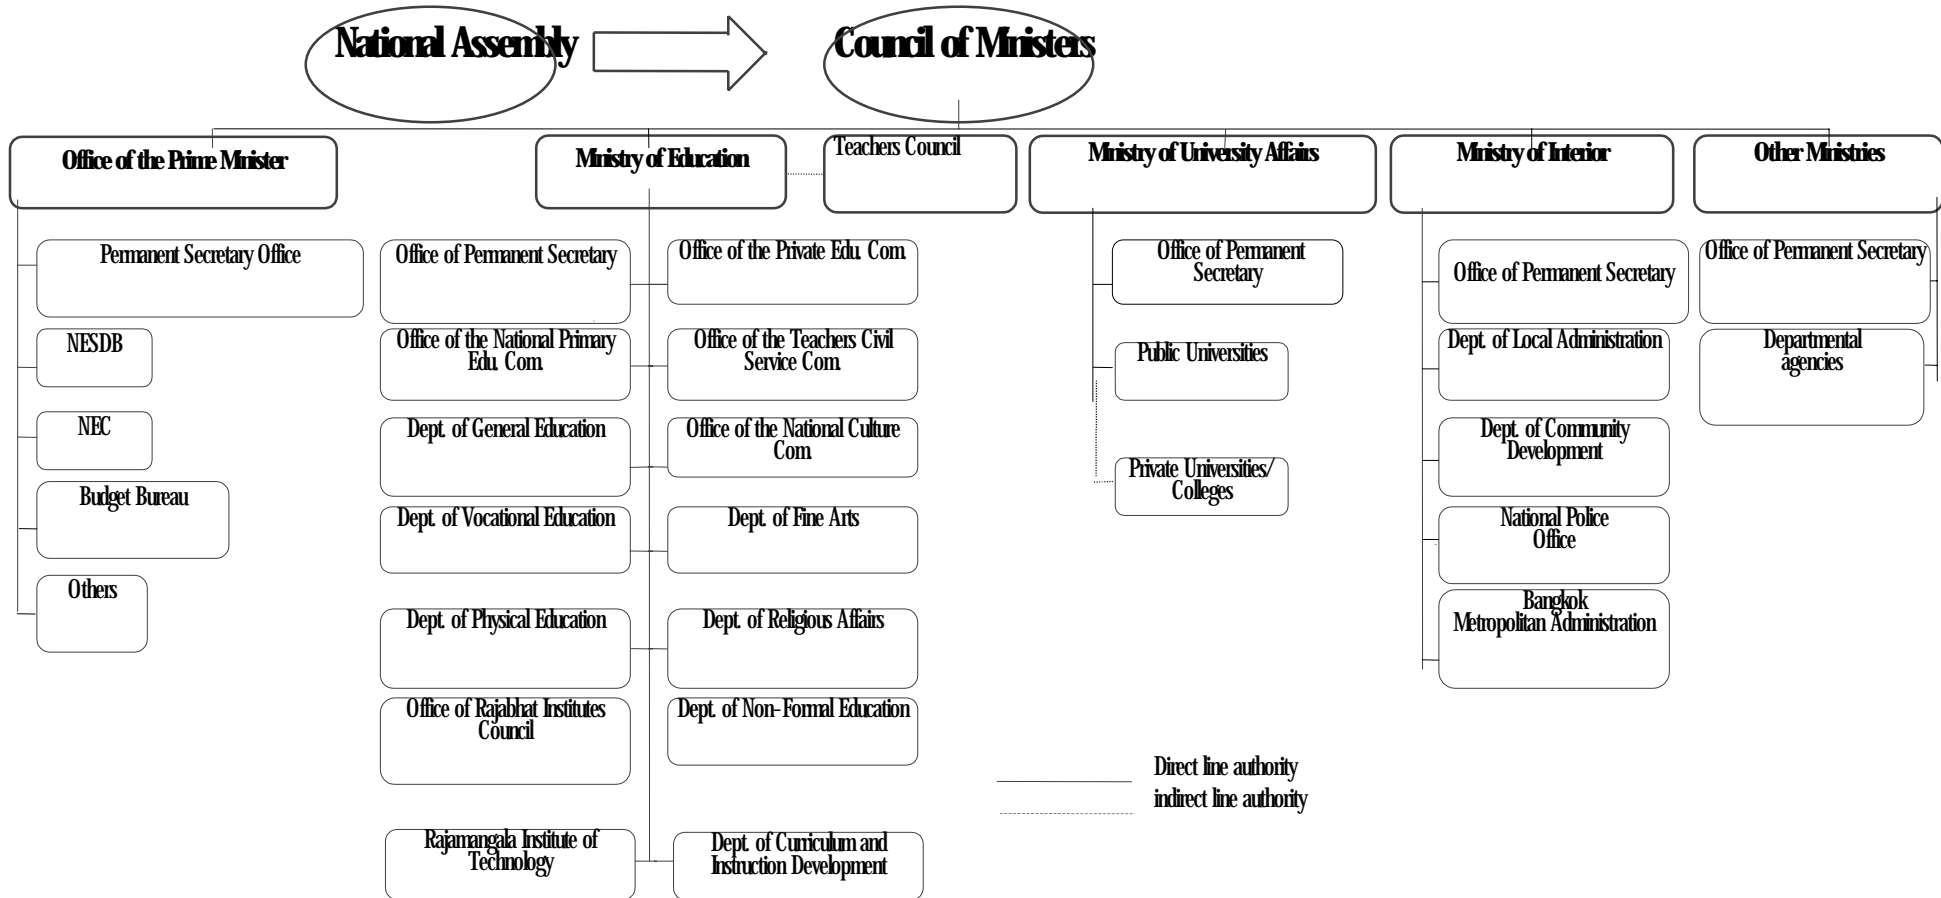 National Assembly
Council of Ministers
Office of the Prime Minister
Ministry of Education
Teachers Council
Ministry of University Affairs
Ministry of Interior
Other Ministries
Permanent Secretary Office
NESDB
NEC
Budget Bureau
Others
Office of Permanent Secretary
Office of the National Primary
Edu. Com.
Dept. of General Education
Dept. of Vocational Education
Dept. of Physical Education
Office of Rajabhat Institutes
Council
Rajamangala Institute of
Technology
Office of the Private Edu. Com.
Office of the Teachers Civil
Service Com.
Office of the National Culture
Com.
Dept. of Fine Arts
Dept. of Religious Affairs
Dept. of Non-Formal Education
Dept. of Curriculum and
Instruction Development
Office of Permanent
Secretary
Public Universities
Private Universities/
Colleges
Office of Permanent Secretary
Dept. of Local Administration
Dept. of Community
Development
National Police
Office
Bangkok
Metropolitan Administration
Office of Permanent Secretary
Departmental
agencies
Direct line authority
indirect line authority